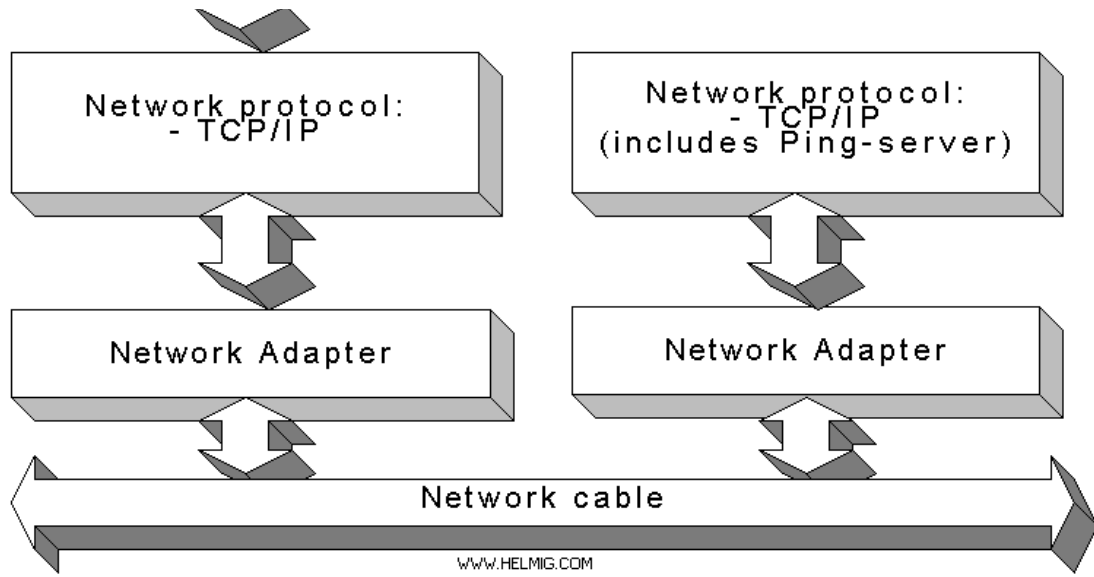 Network protocol:
- TCP/IP
Network protocol:
- TCP/IP
(includes Ping-server)
Network Adapter
Network Adapter
Network cable
WWW.HELMIG.COM